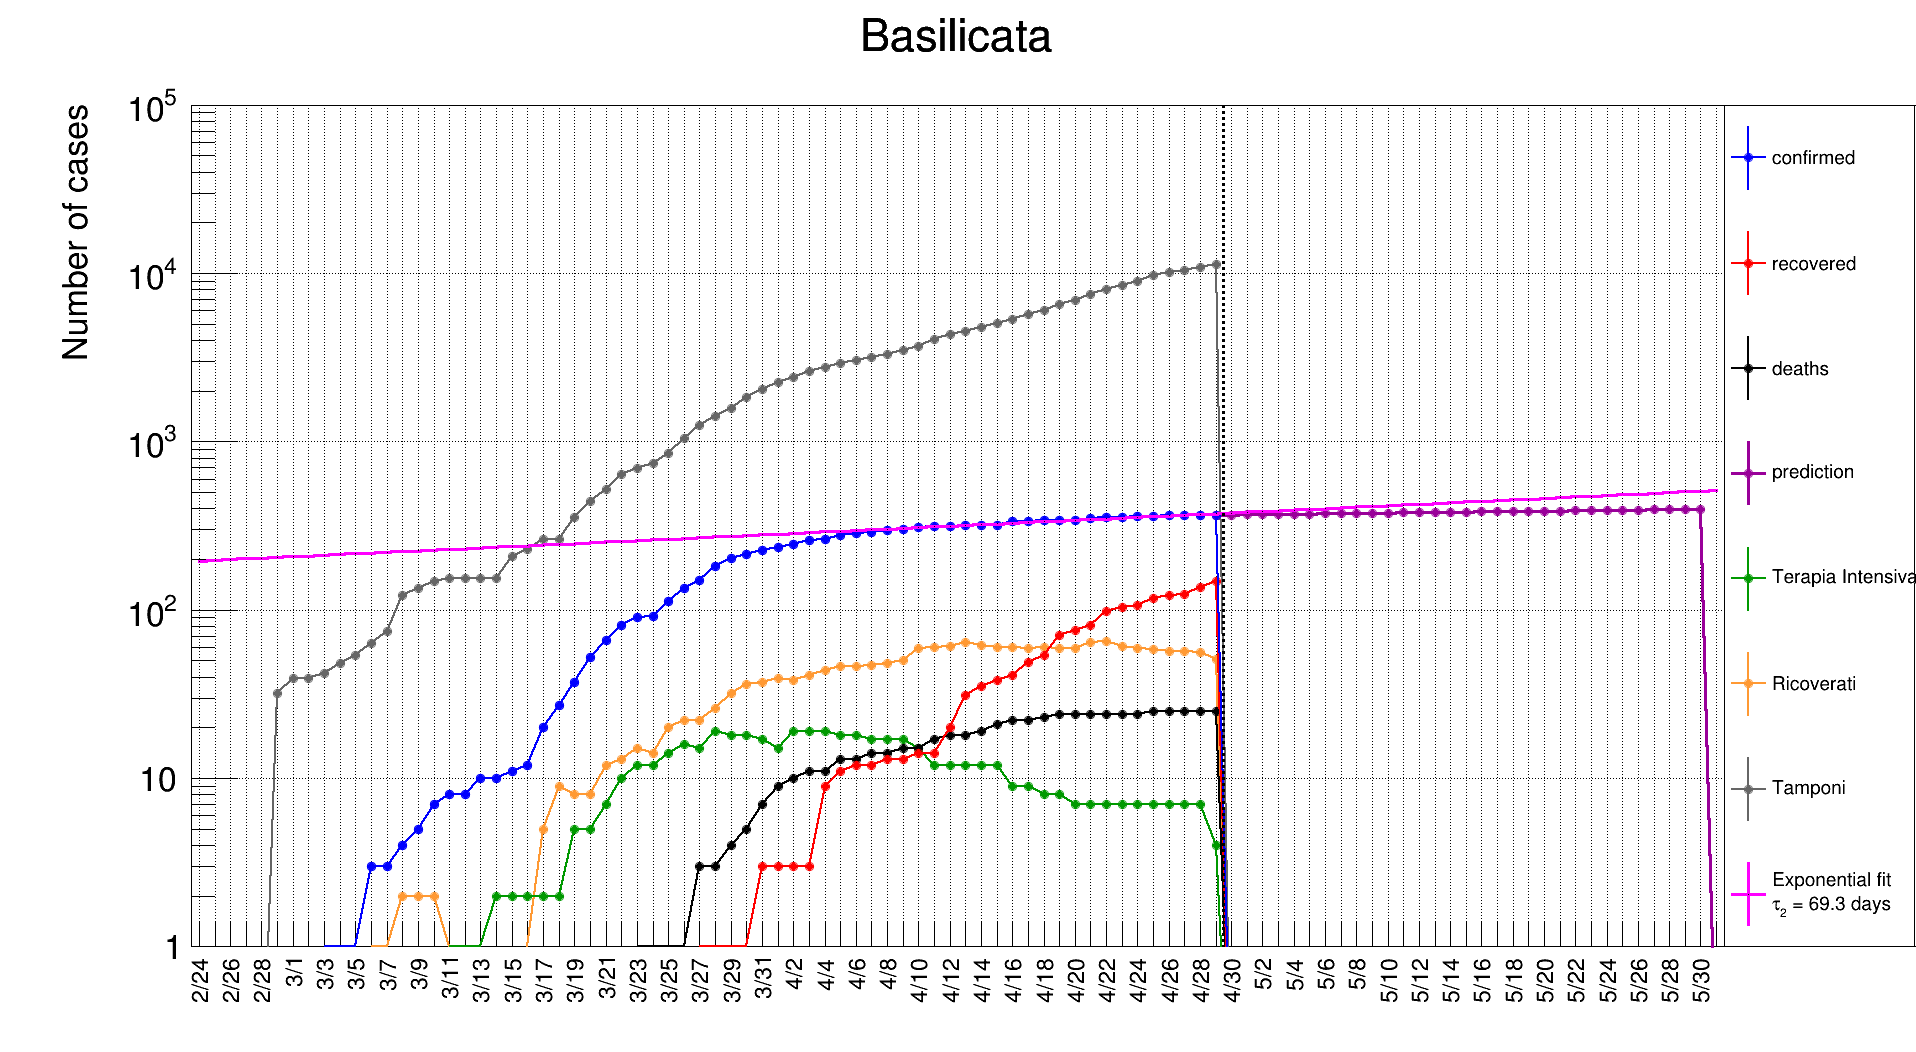 Basilicata
Number of cases
10^5
10^4
10^3
10^2
10
1
2/24 2/26 2/28 3/1 3/3 3/5 3/7 3/9 3/11 3/13 3/15 3/17 3/19 3/21 3/23 3/25 3/27 3/29 3/31 4/2 4/4 4/6 4/8 4/10 4/12 4/14 4/16 4/18 4/20 4/22 4/24 4/26 4/28 4/30 5/2 5/4 5/6 5/8 5/10 5/12 5/14 5/16 5/18 5/20 5/22 5/24 5/26 5/28 5/30
confirmed
recovered
deaths
prediction
Terapia Intensiva
Ricoverati
Tamponi
Exponential fit
τ₂ = 69.3 days